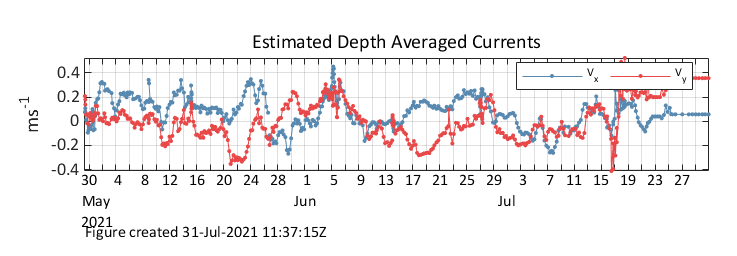 Estimated Depth Averaged Currents
Vx Vy
0.4
0.2
0
-0.2
-0.4
ms-1
30 4 8 12 16 20 24 28 1 5 9 13 17 21 25 29 3 7 11 15 19 23 27
May Jun Jul
2021
Figure created 31-Jul-2021 11:37:15Z